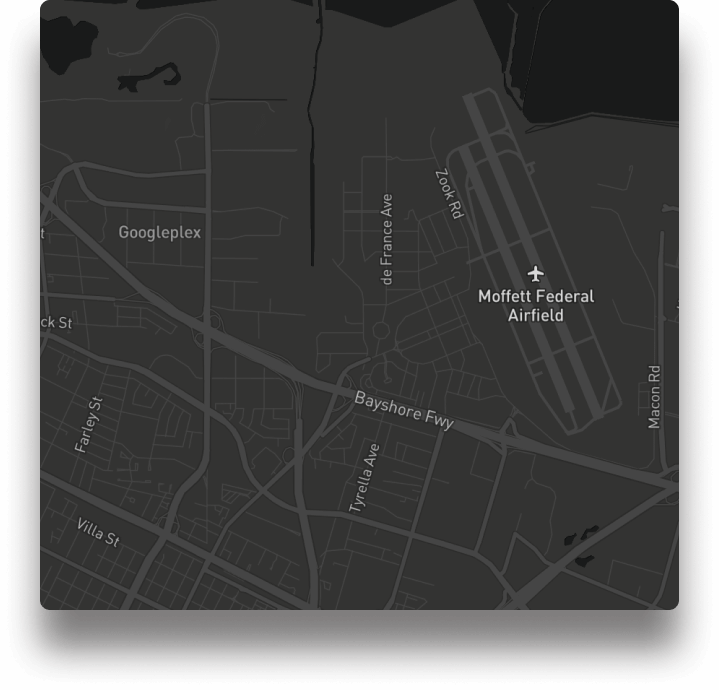 Zook Rd
de France Ave
Googleplex
t
Moffett Federal
Airfield
ck St
Macon Rd
Farley St
Bayshore Fwy
Tyrella Ave
Villa St